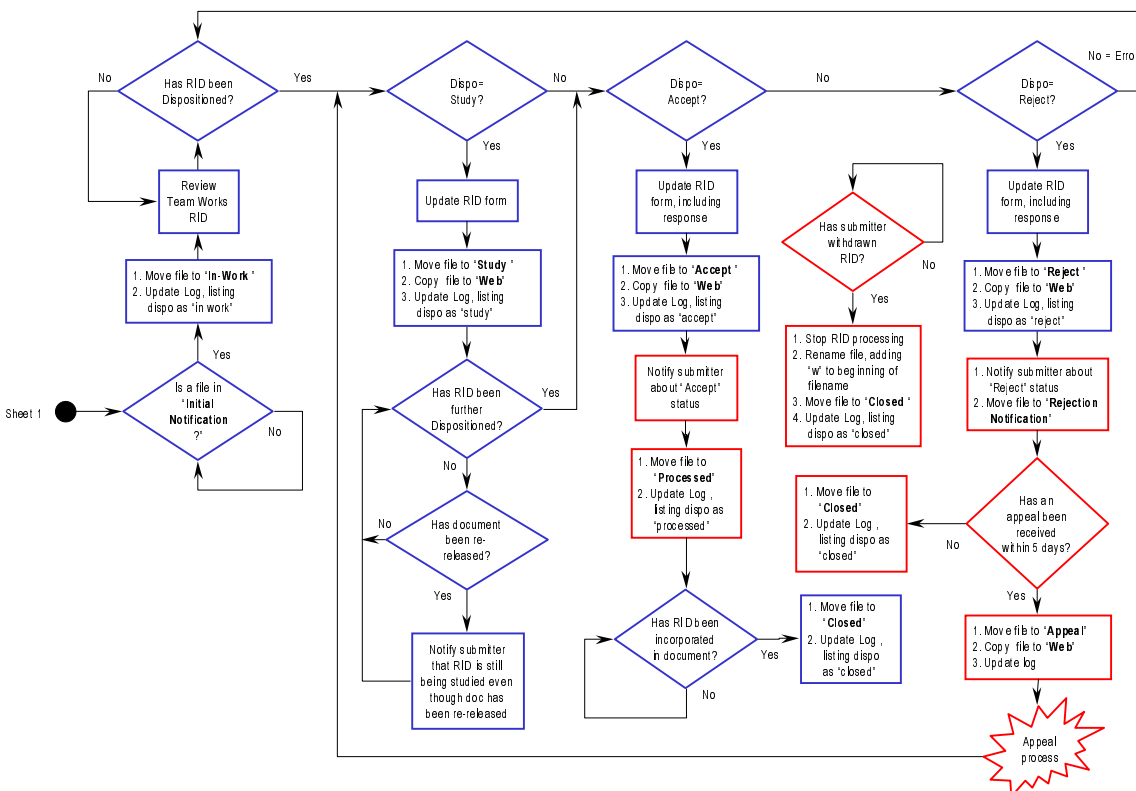 No = Erro
No
Has RID been
Dispositioned?
Yes
Dispo=
Study?
No
Dispo=
Accept?
No
Dispo=
Reject?
Yes
Yes
Yes
Review
Team Works
RID
Update RID form
Update RID
form, including
response
Has submitter
withdrawn
RID?
No
Yes
Update RID
form, including
response
1. Move file to “In-Work ”
2. Update Log, listing
dispo as “in work”
1. Move file to “Study ”
2. Copy file to “Web”
3. Update Log, listing
dispo as “study”
1. Move file to “Accept ”
2. Copy file to “Web”
3. Update Log, listing
dispo as “accept”
1. Move file to “Reject ”
2. Copy file to “Web”
3. Update Log, listing
dispo as “reject”
1. Stop RID processing
2. Rename file, adding
“w” to beginning of
filename
3. Move file to “Closed ”
4. Update Log, listing
dispo as “closed”
Yes
Sheet 1
Is a file in
“Initial
Notification
?”
No
Has RID been
further
Dispositioned?
Yes
No
Notify submitter
about “Accept”
status
1. Notify submitter about
“Reject” status
2. Move file to “Rejection
Notification”
1. Move file to
“Processed”
2. Update Log ,
listing dispo as
“processed”
1. Move file to
“Closed”
2. Update Log ,
listing dispo as
“closed”
Has an
appeal been
received
within 5 days?
No
Yes
No
Has document
been re-
released?
Yes
Notify submitter
that RID is still
being studied even
though doc has
been re-released
Has RID been
incorporated
in document?
Yes
No
1. Move file to
“Closed”
2. Update Log ,
listing dispo
as “closed”
1. Move file to “Appeal”
2. Copy file to “Web”
3. Update log
Appeal
process